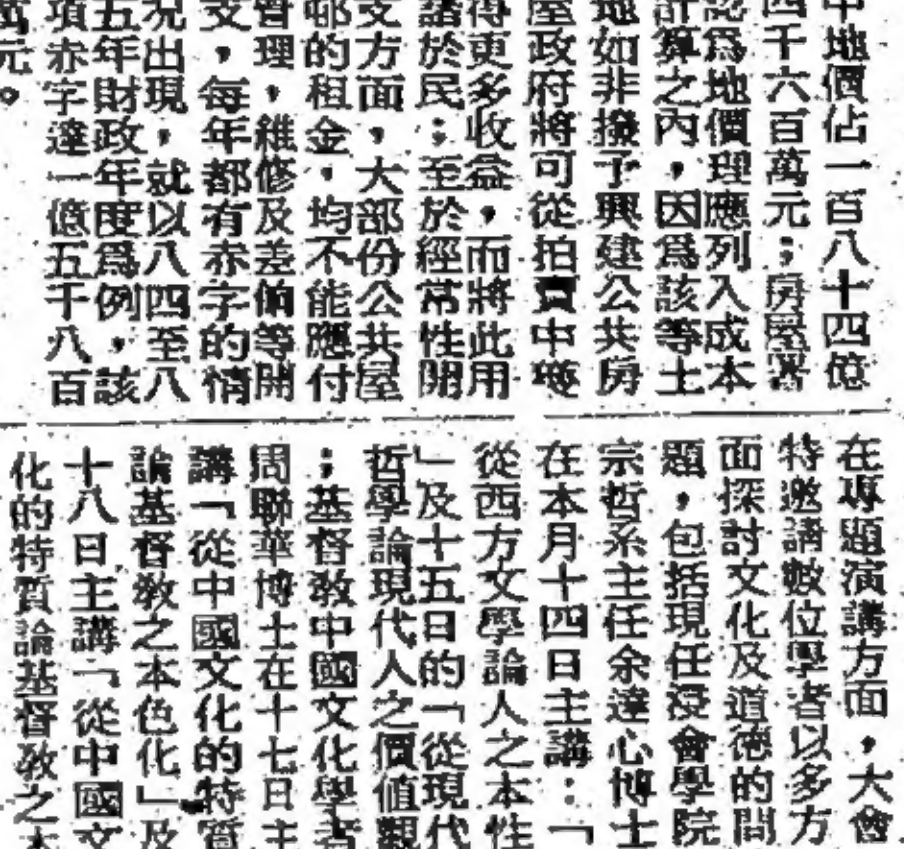 中地價佔一百八十四億
四千六百萬元；房屋署
認爲地價理應列入成本
計算之內，因爲該等土
地如非撥予興建公共房
屋政府將可從拍賣中獲
得更多收益，而將此用
諸於民；至於經常性開
支方面，大部份公共屋
邨的租金，均不能應付
管理，維修及差餉等開
支，每年都有赤字的情
況出現，就以八四至八
五年財政年度爲例，該
項赤字達一億五千八百
萬元。
在專題演講方面，大會
特邀請數位學者以多方
面探討文化及道德的問
題，包括現任浸會學院
宗哲系主任余達心博士
在本月十四日主講：「
從西方文學論人之本性
」及十五日的「從現代
哲學論現代人之價值觀
；基督教中國文化學者
周聯華博士在十七日主
講「從中國文化的特質
論基督教之本色化」及
十八日主講「從中國文
化的特質論基督教之本